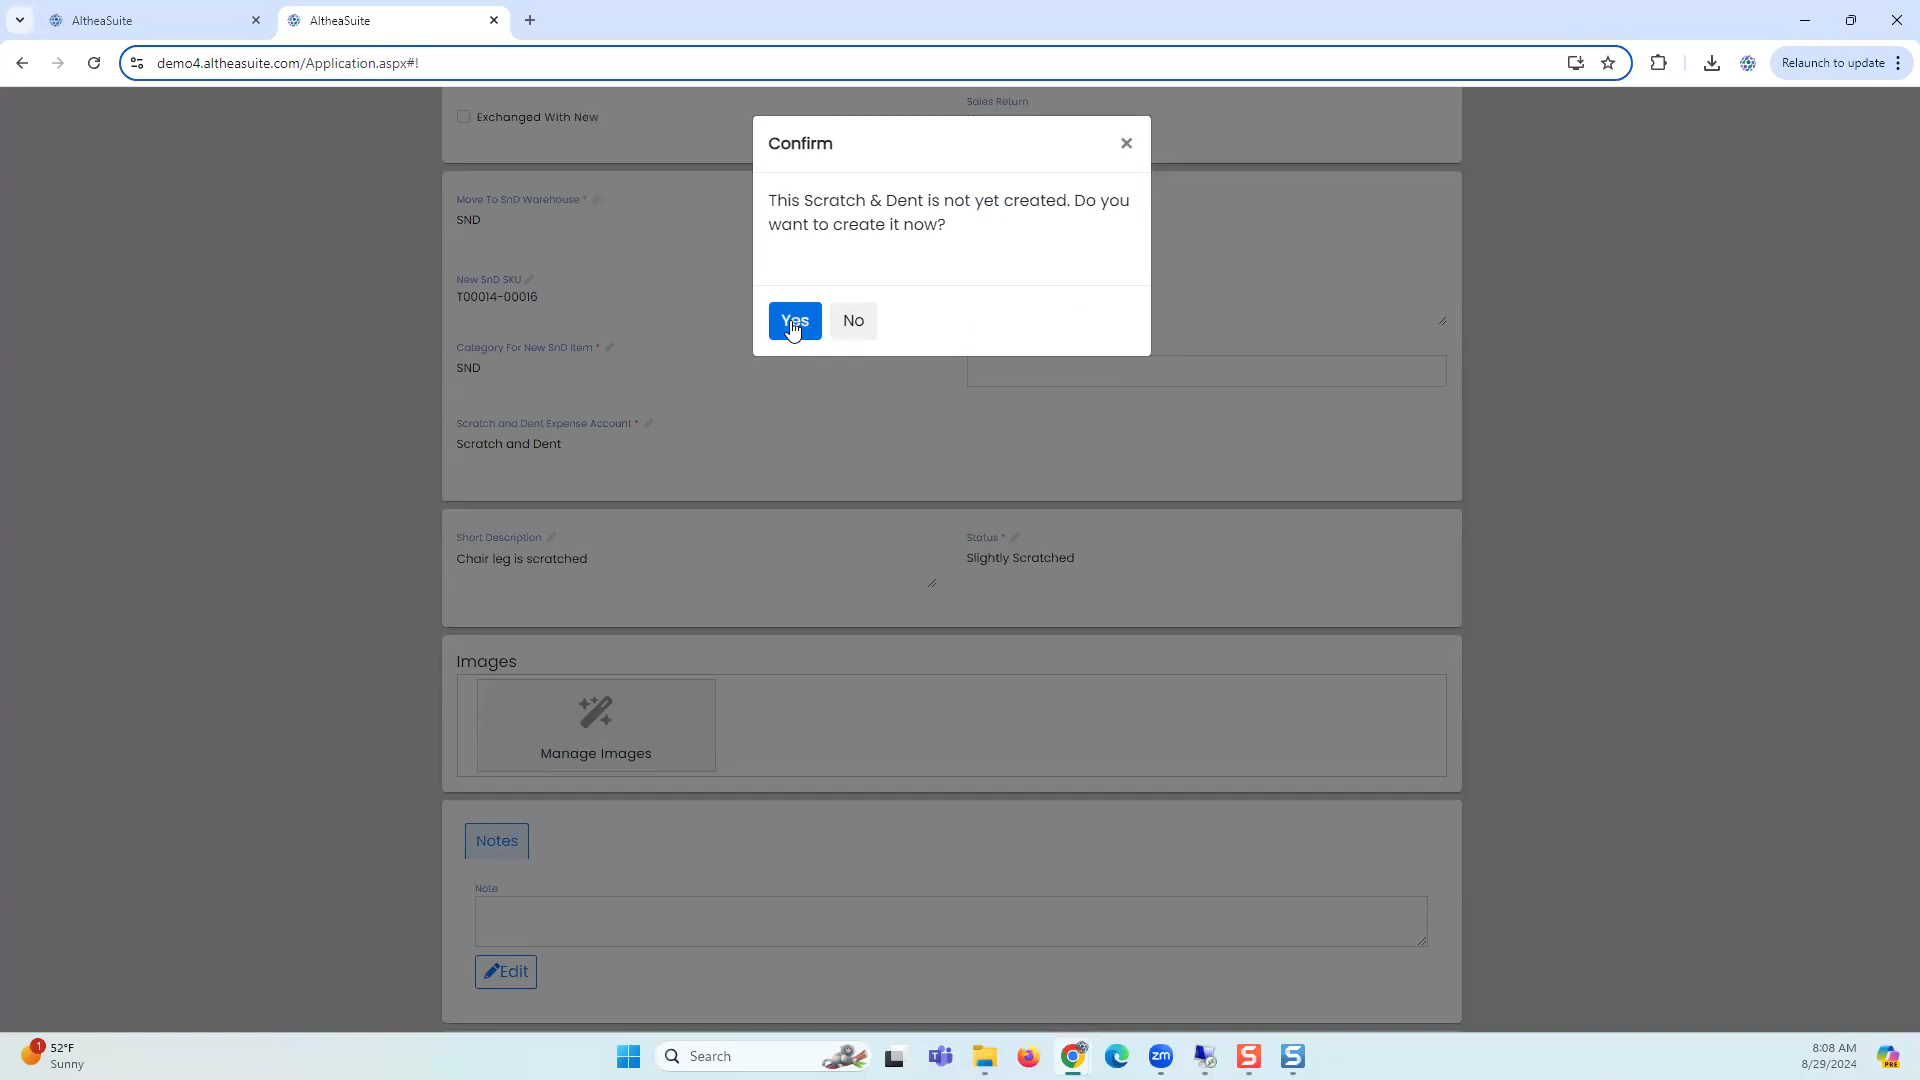 AltheaSuite
AltheaSuite
demo4.altheasuite.com/Application.aspx#!
Relaunch to update
Exchanged With New
Sales Return
Confirm
This Scratch & Dent is not yet created. Do you
want to create it now?
Yes
No
Move To SnD Warehouse *
SND
New SnD SKU
T00014-00016
Category For New SnD Item *
SND
Scratch and Dent Expense Account *
Scratch and Dent
Short Description
Chair leg is scratched
Status *
Slightly Scratched
Images
Manage Images
Notes
Note
Edit
1
52°F
Sunny
Search
zm
S
S
PRE
8:08 AM
8/29/2024